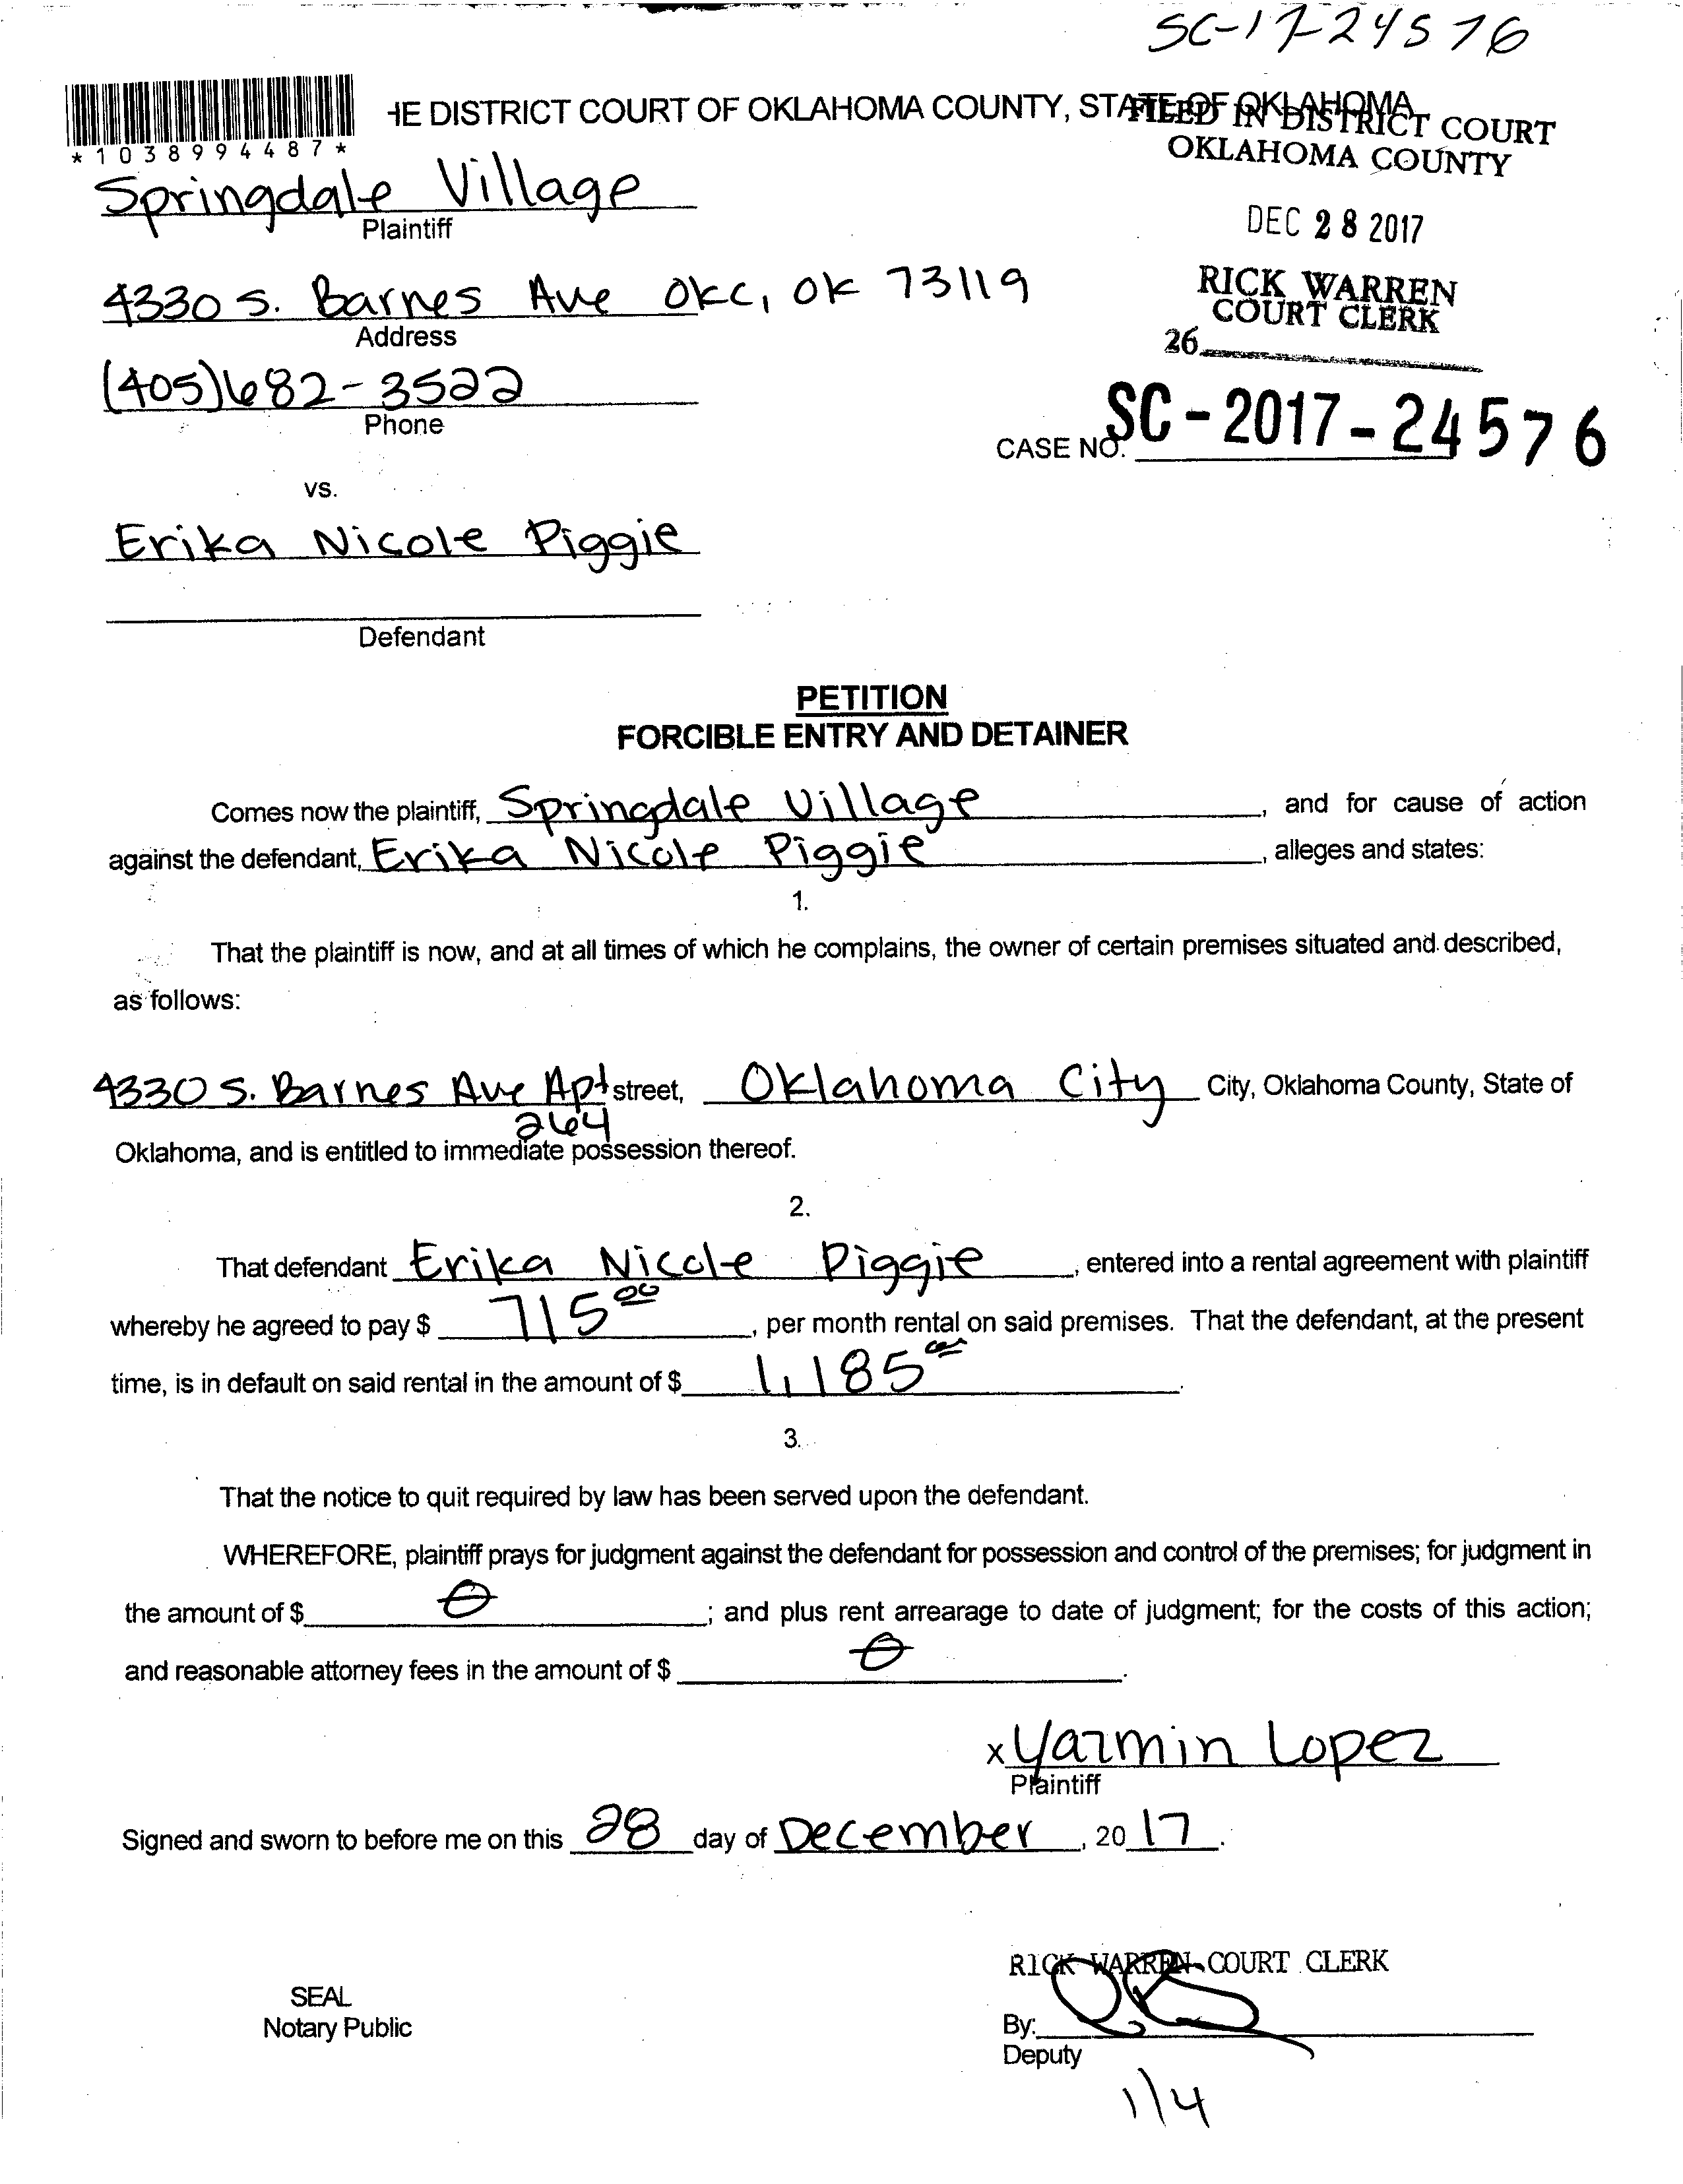 SC-17-24576
*1038994487*
HE DISTRICT COURT OF OKLAHOMA COUNTY, STATE OF OKLAHOMA
FILED IN DISTRICT COURT
OKLAHOMA COUNTY
Springdale Village
Plaintiff
DEC 28 2017
4330 S. Barnes Ave OKC, OK 73119
Address
RICK WARREN
COURT CLERK
26
(405)682-3522
Phone
CASE NO. SC-2017-24576
vs.
Erika Nicole Piggie
Defendant
PETITION
FORCIBLE ENTRY AND DETAINER
Comes now the plaintiff, Springdale Village, and for cause of action
against the defendant, Erika Nicole Piggie, alleges and states:
1.
That the plaintiff is now, and at all times of which he complains, the owner of certain premises situated and described,
as follows:
4330 S. Barnes Ave Apt street, Oklahoma City City, Oklahoma County, State of
264
Oklahoma, and is entitled to immediate possession thereof.
2.
That defendant Erika Nicole Piggie, entered into a rental agreement with plaintiff
whereby he agreed to pay $ 715 00, per month rental on said premises. That the defendant, at the present
time, is in default on said rental in the amount of $ 1,185 00.
3.
That the notice to quit required by law has been served upon the defendant.
WHEREFORE, plaintiff prays for judgment against the defendant for possession and control of the premises; for judgment in
the amount of $ 0; and plus rent arrearage to date of judgment; for the costs of this action;
and reasonable attorney fees in the amount of $ 0.
x Yazmin Lopez
Plaintiff
Signed and sworn to before me on this 28 day of December, 2017.
RICK WARREN COURT CLERK
SEAL
Notary Public
By:
Deputy
1/4